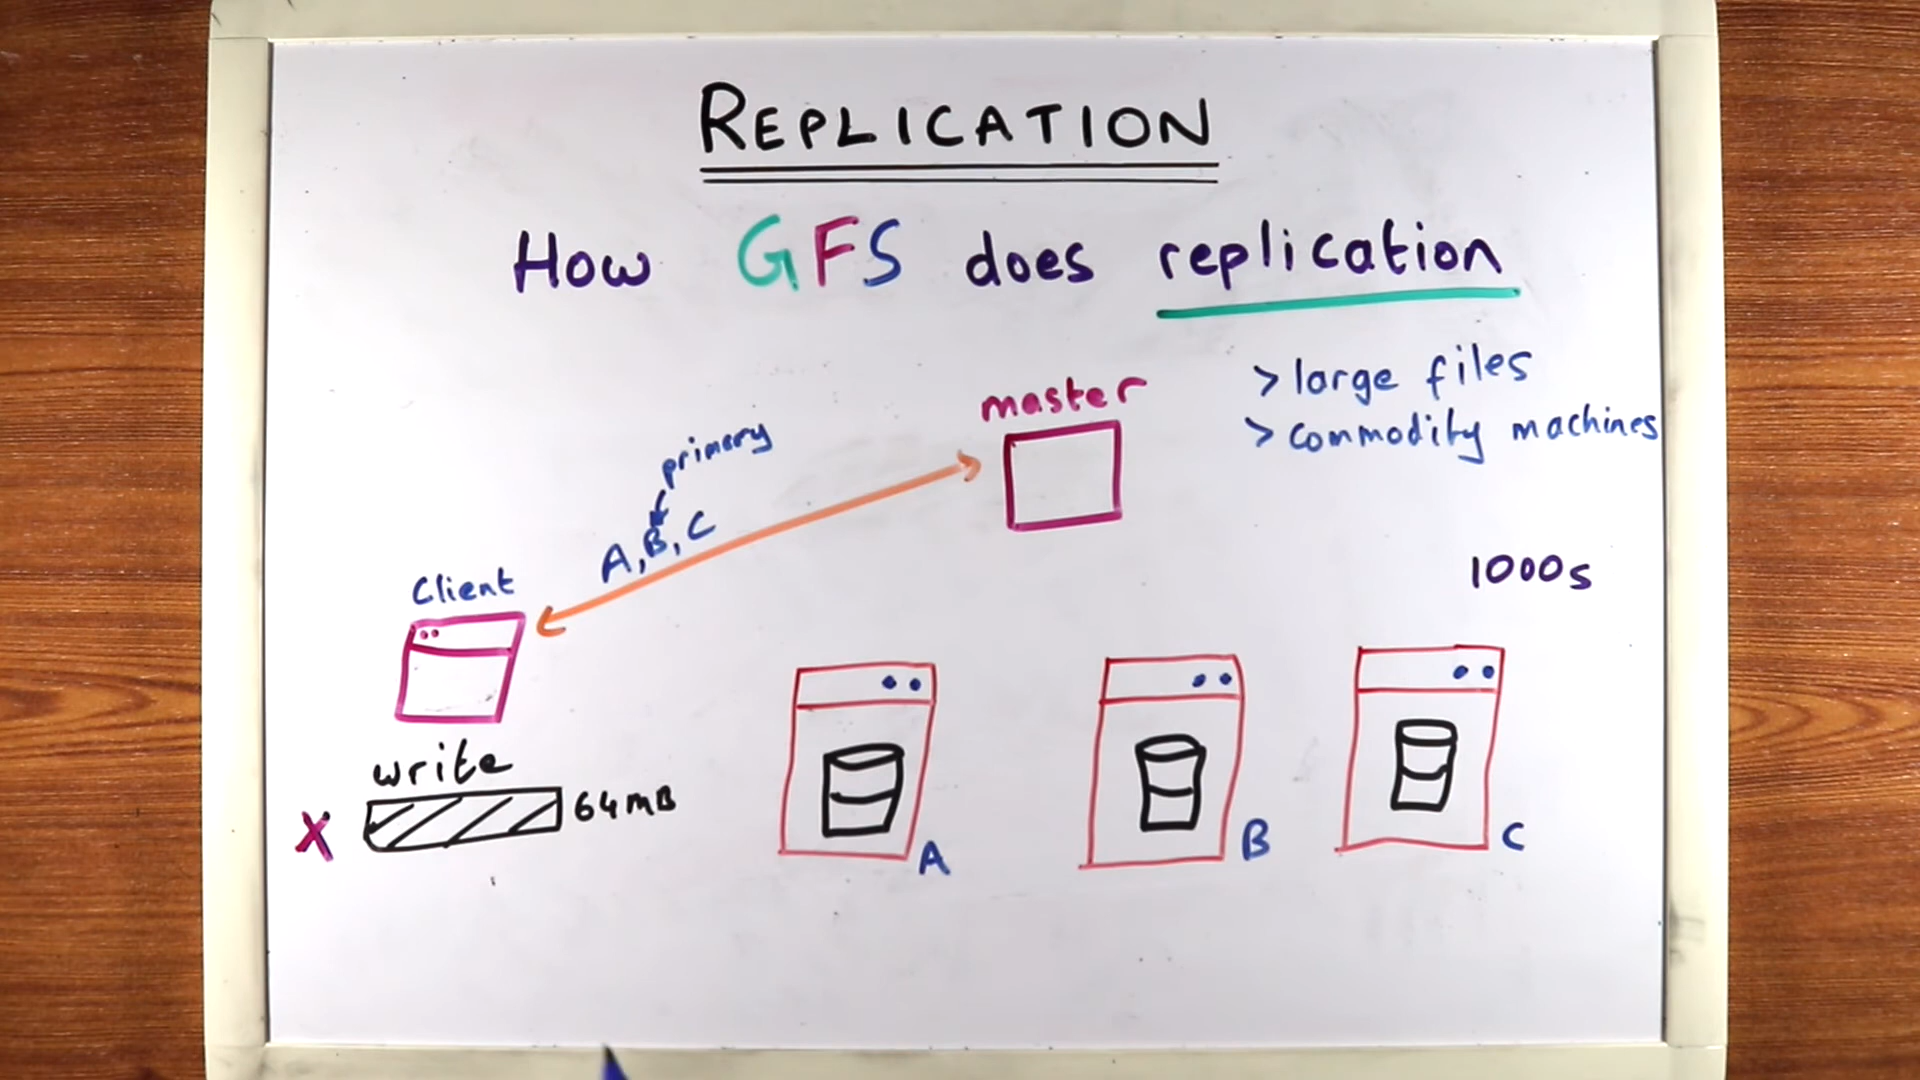 REPLICATION
How GFS does replication
> large files
> commodity machines
master
primary
A, B, C
1000s
Client
write
X
64MB
A
B
C